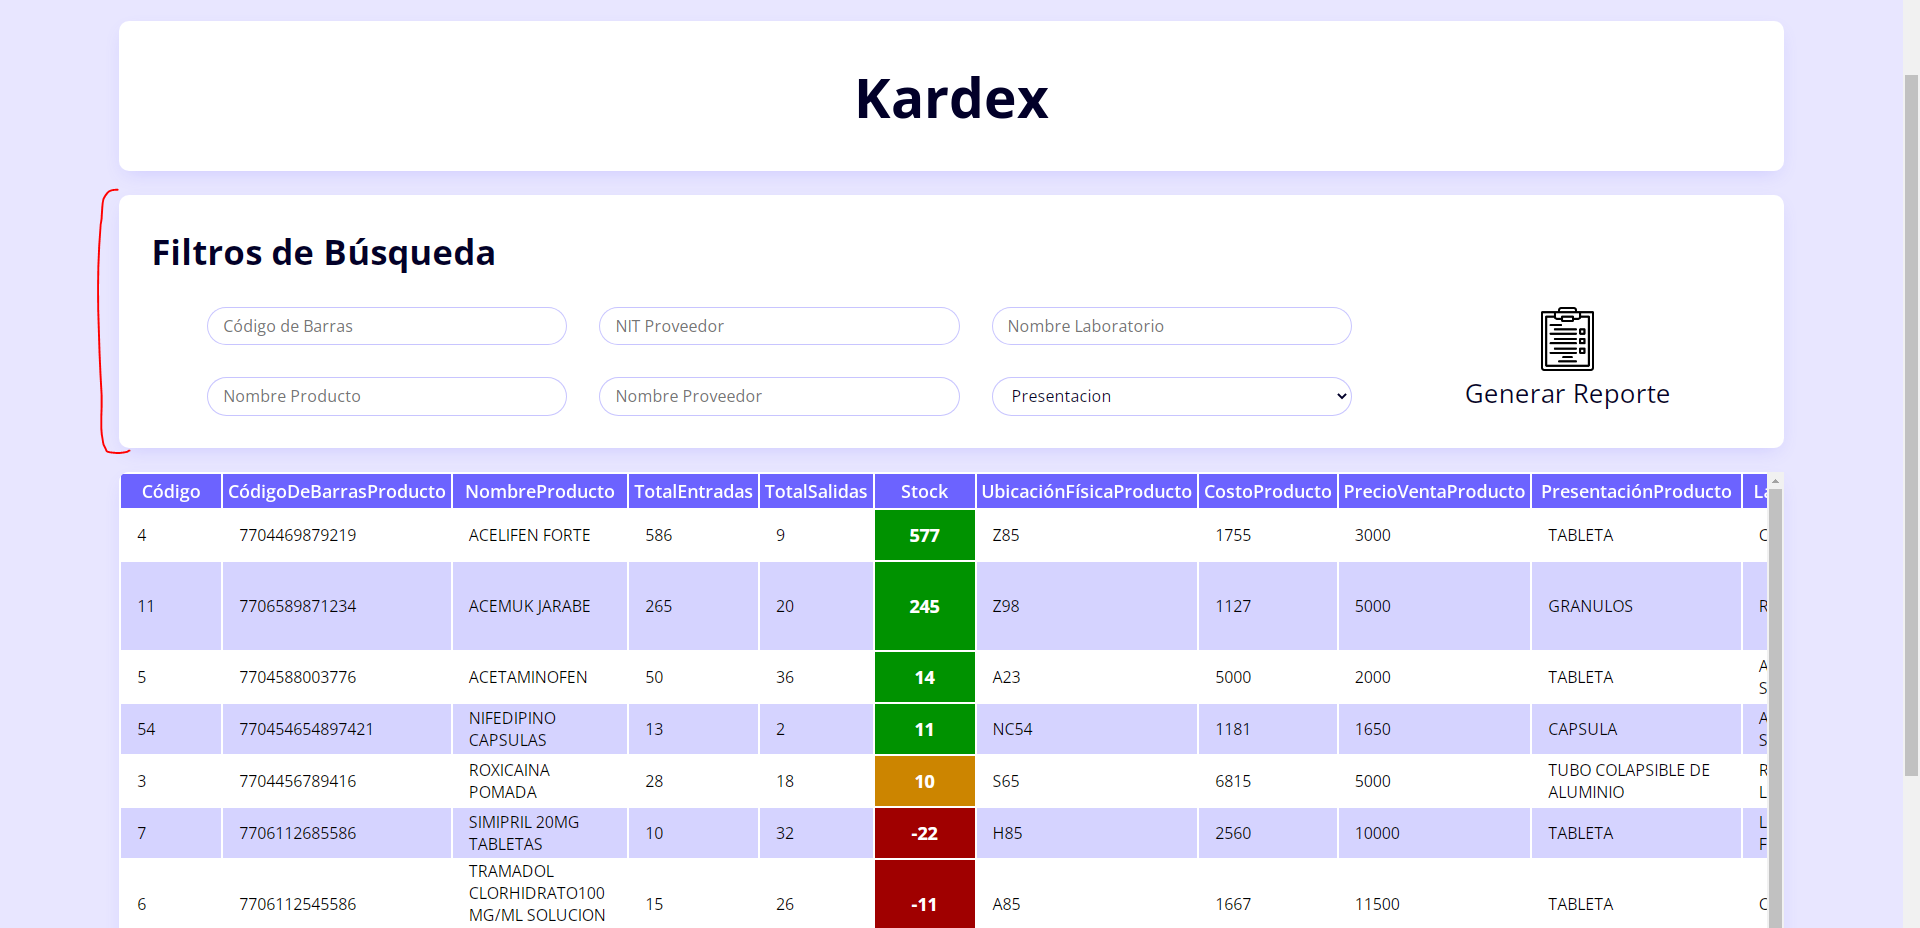 Kardex
Filtros de Búsqueda
Código de Barras NIT Proveedor Nombre Laboratorio
Nombre Producto Nombre Proveedor Presentacion
Generar Reporte
Código CódigoDeBarrasProducto NombreProducto TotalEntradas TotalSalidas Stock UbicaciónFísicaProducto CostoProducto PrecioVentaProducto PresentaciónProducto La
4 7704469879219 ACELIFEN FORTE 586 9 577 Z85 1755 3000 TABLETA
11 7706589871234 ACEMUK JARABE 265 20 245 Z98 1127 5000 GRANULOS R
5 7704588003776 ACETAMINOFEN 50 36 14 A23 5000 2000 TABLETA A
S
54 770454654897421 NIFEDIPINO
CAPSULAS 13 2 11 NC54 1181 1650 CAPSULA A
S
3 7704456789416 ROXICAINA
POMADA 28 18 10 S65 6815 5000 TUBO COLAPSIBLE DE
ALUMINIO R
L
7 7706112685586 SIMIPRIL 20MG
TABLETAS 10 32 -22 H85 2560 10000 TABLETA L
F
6 7706112545586 TRAMADOL
CLORHIDRATO100
MG/ML SOLUCION 15 26 -11 A85 1667 11500 TABLETA